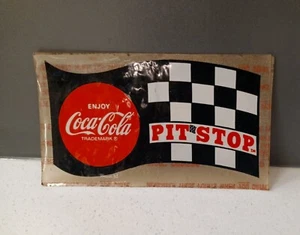 ENJOY
Coca-Cola
TRADEMARK ®
PIT STOP